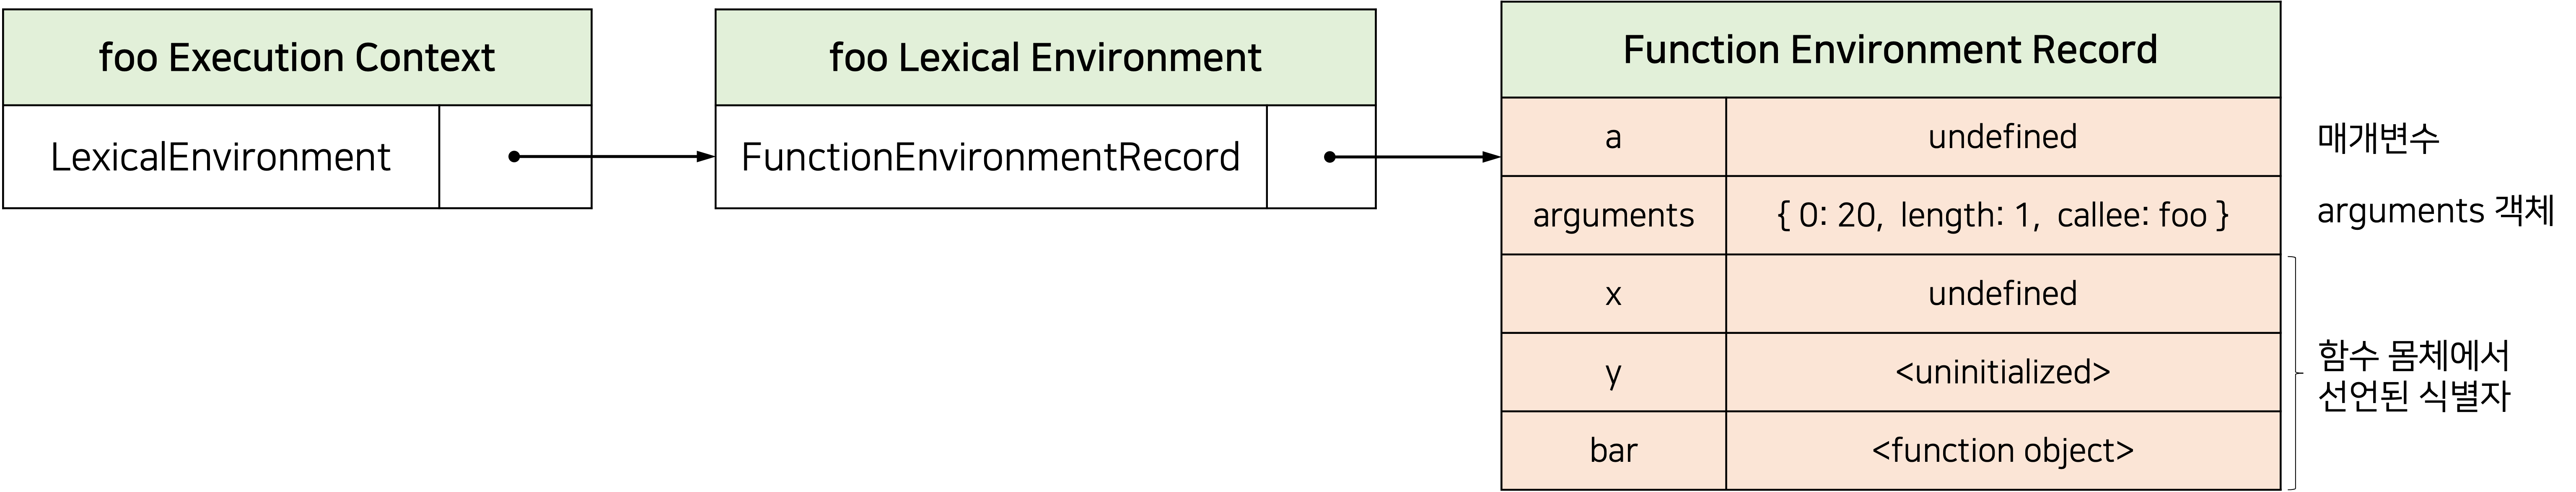 foo Execution Context
LexicalEnvironment
foo Lexical Environment
FunctionEnvironmentRecord
Function Environment Record
a undefined 매개변수
arguments { 0: 20, length: 1, callee: foo } arguments 객체
x undefined
y <uninitialized>
bar <function object>
함수 몸체에서
선언된 식별자